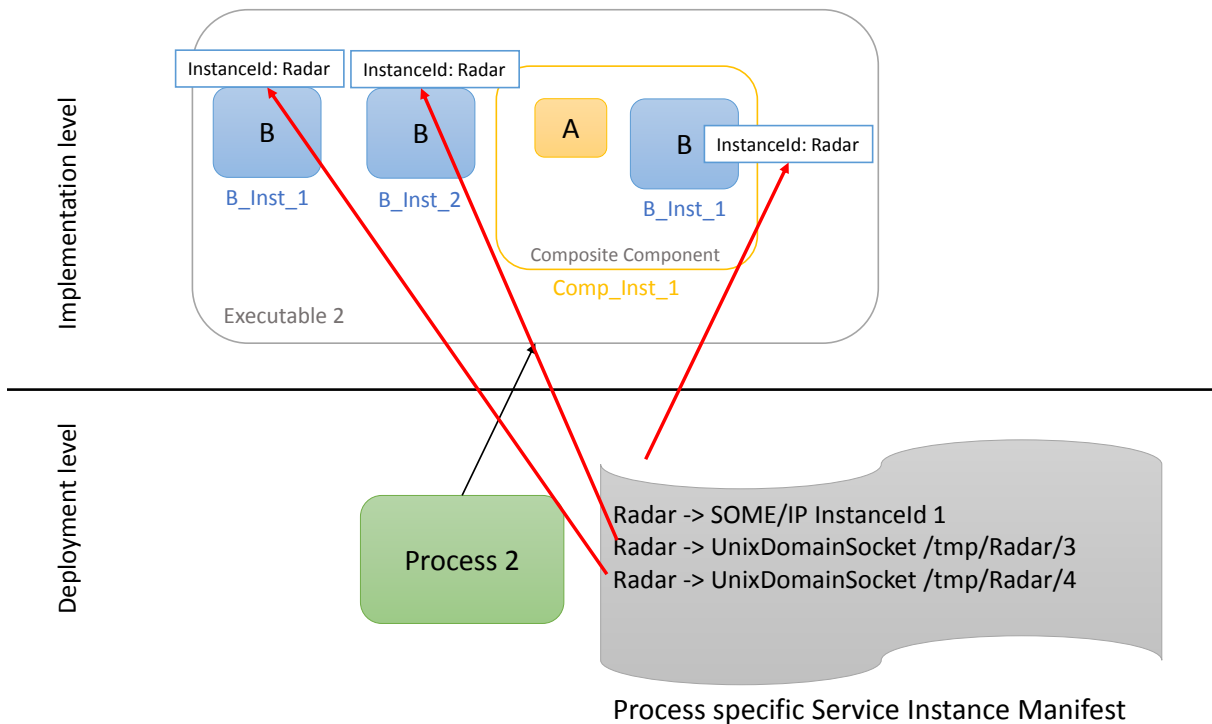 Implementation level
InstanceId: Radar
InstanceId: Radar
B
B
A
B
InstanceId: Radar
B_Inst_1
B_Inst_2
B_Inst_1
Composite Component
Comp_Inst_1
Executable 2
Deployment level
Process 2
Radar -> SOME/IP InstanceId 1
Radar -> UnixDomainSocket /tmp/Radar/3
Radar -> UnixDomainSocket /tmp/Radar/4
Process specific Service Instance Manifest